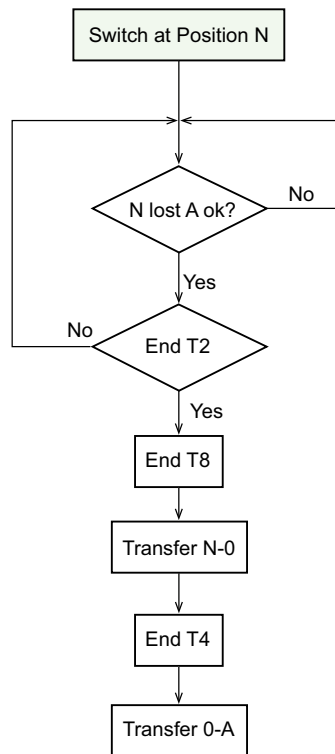 Switch at Position N
N lost A ok?
No
Yes
No
End T2
Yes
End T8
Transfer N-0
End T4
Transfer 0-A